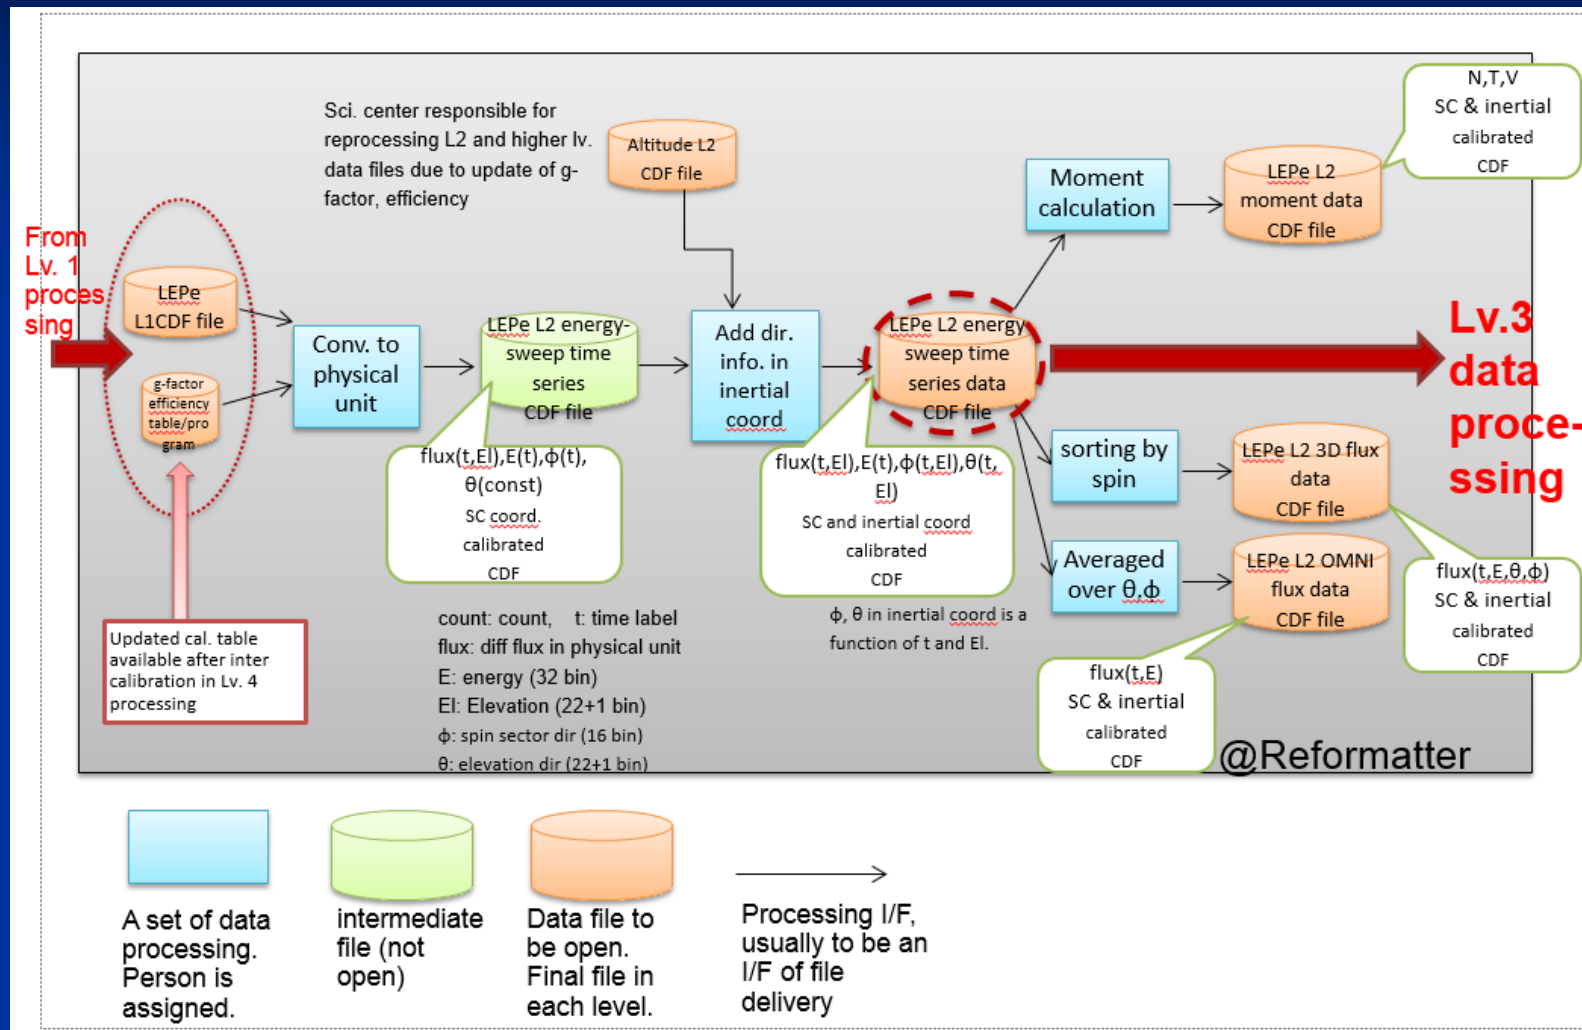 Sci. center responsible for
reprocessing L2 and higher lv.
data files due to update of g-
factor, efficiency
Altitude L2
CDF file
N,T,V
SC & inertial
calibrated
CDF
Moment
calculation
LEPe L2
moment data
CDF file
From
Lv. 1
proces
sing
LEPe
L1CDF file
g-factor
efficiency
table/pro
gram
Conv. to
physical
unit
LEPe L2 energy-
sweep time
series
CDF file
Add dir.
info. in
inertial
coord
LEPe L2 energy
sweep time
series data
CDF file
Lv.3
data
proce-
ssing
flux(t,El),E(t),ϕ(t),
θ(const)
SC coord.
calibrated
CDF
flux(t,El),E(t),ϕ(t,El),θ(t,
El)
SC and inertial coord
calibrated
CDF
sorting by
spin
LEPe L2 3D flux
data
CDF file
Averaged
over θ,ϕ
LEPe L2 OMNI
flux data
CDF file
flux(t,E,θ,ϕ)
SC & inertial
calibrated
CDF
Updated cal. table
available after inter
calibration in Lv. 4
processing
count: count, t: time label
flux: diff flux in physical unit
E: energy (32 bin)
El: Elevation (22+1 bin)
ϕ: spin sector dir (16 bin)
θ: elevation dir (22+1 bin)
ϕ, θ in inertial coord is a
function of t and El.
flux(t,E)
SC & inertial
calibrated
CDF
@Reformatter
A set of data
processing.
Person is
assigned.
intermediate
file (not
open)
Data file to
be open.
Final file in
each level.
Processing I/F,
usually to be an
I/F of file
delivery